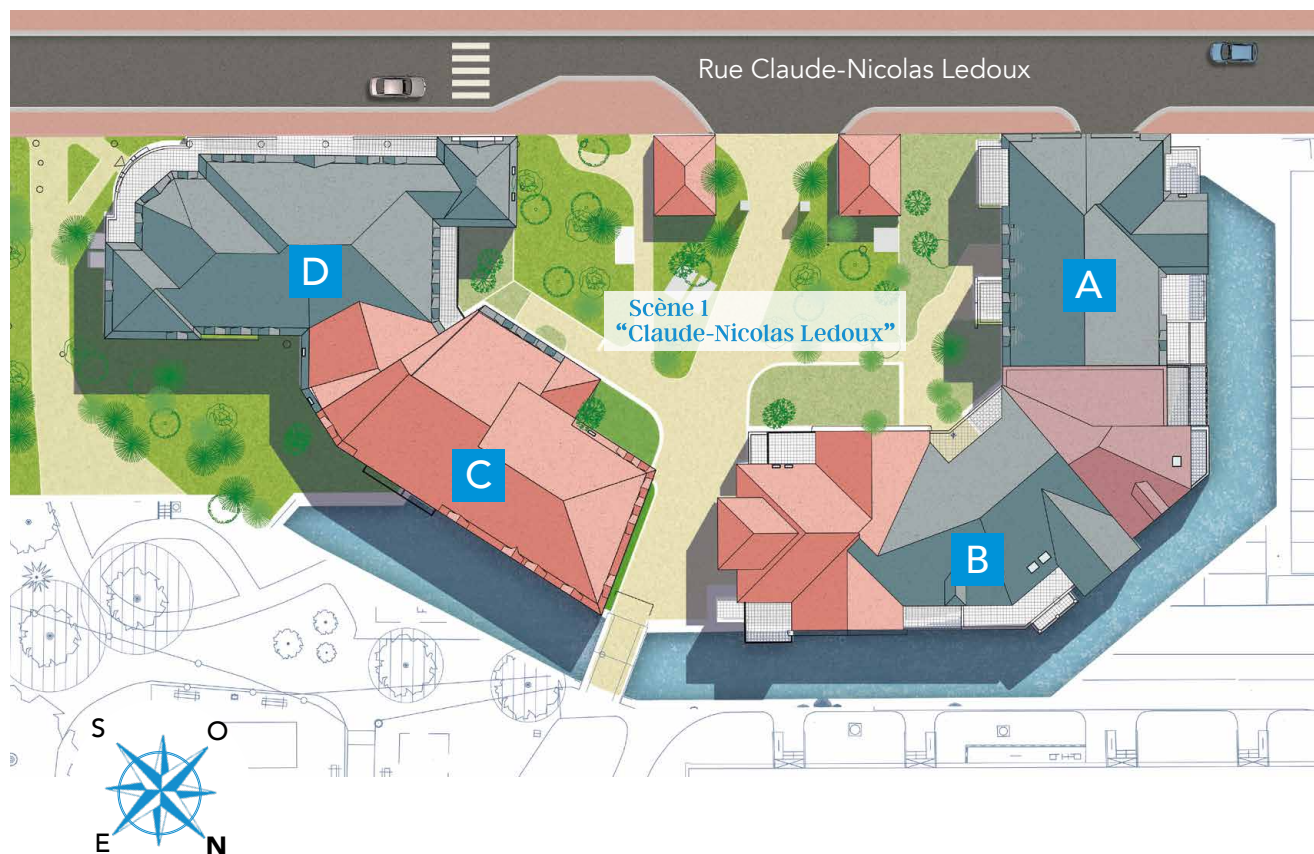 Rue Claude-Nicolas Ledoux
D
A
Scène 1
“Claude-Nicolas Ledoux”
C
B
S
O
E
N